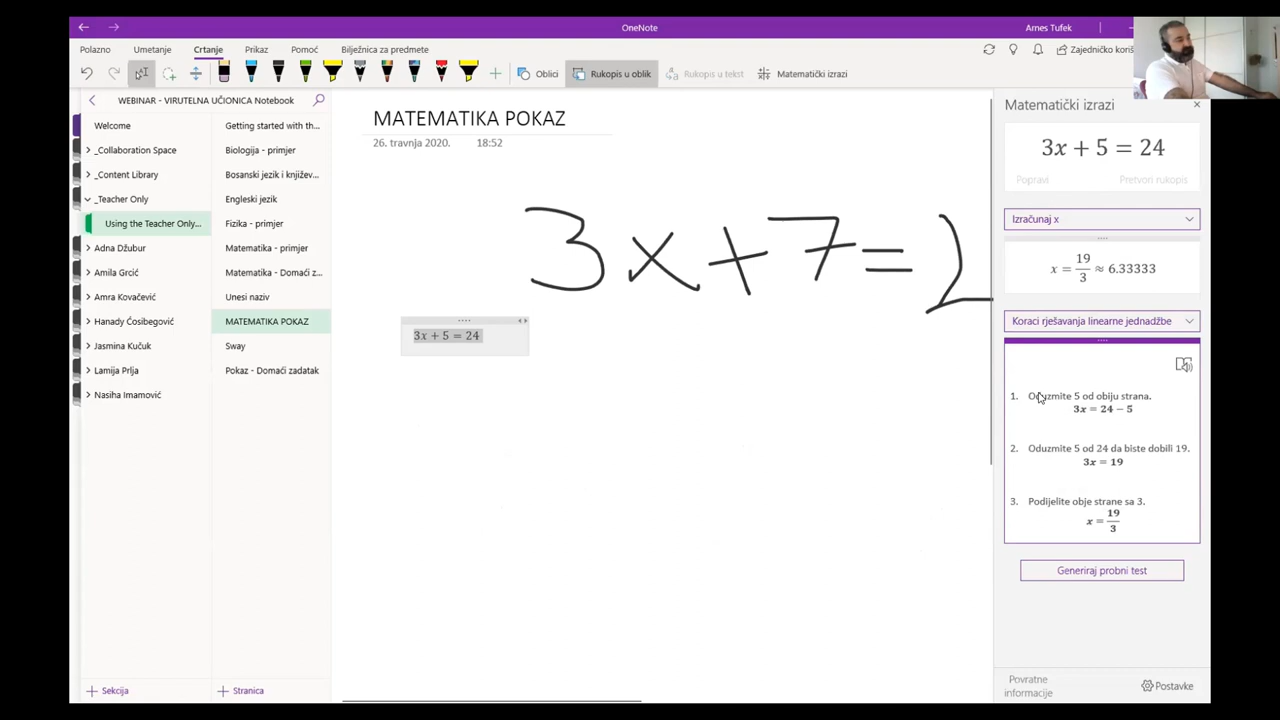 OneNote
Arnes Tufek
Polazno Umetanje Crtanje Prikaz Pomoć Bilježnica za predmete
Zajedničko koriš
Oblici Rukopis u oblik Rukopis u tekst Matematički izrazi
WEBINAR - VIRUTELNA UČIONICA Notebook
Welcome
_Collaboration Space
_Content Library
_Teacher Only
Using the Teacher Only...
Adna Džubur
Amila Grcić
Amra Kovačević
Hanady Ćosibegović
Jasmina Kučuk
Lamija Prlja
Nasiha Imamović
Sekcija
Getting started with th...
Biologija - primjer
Bosanski jezik i književ...
Engleski jezik
Fizika - primjer
Matematika - primjer
Matematika - Domaći z
Unesi naziv
MATEMATIKA POKAZ
Sway
Pokaz - Domaći zadatak
Stranica
MATEMATIKA POKAZ
26. travnja 2020. 18:52
3x+7=2
3x + 5 = 24
Matematički izrazi
3x + 5 = 24
Popravi Pretvori rukopis
Izračunaj x
x = 19/3 ≈ 6.33333
Koraci rješavanja linearne jednadžbe
1. Oduzmite 5 od obiju strana.
3x = 24 − 5
2. Oduzmite 5 od 24 da biste dobili 19.
3x = 19
3. Podijelite obje strane sa 3.
x = 19/3
Generiraj probni test
Povratne
informacije
Postavke